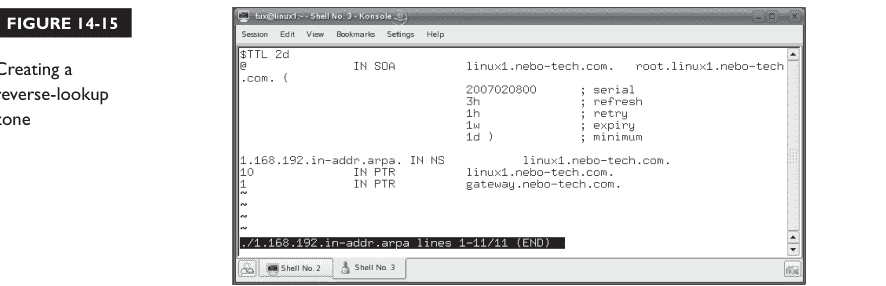 FIGURE 14-15
Creating a
reverse-lookup
zone
tux@linux1:~ - Shell No. 3 - Konsole
Session Edit View Bookmarks Settings Help
$TTL 2d
@ IN SOA linux1.nebo-tech.com. root.linux1.nebo-tech
.com. (
2007020800 ; serial
3h ; refresh
1h ; retry
1w ; expiry
1d ) ; minimum
1.168.192.in-addr.arpa. IN NS linux1.nebo-tech.com.
10 IN PTR linux1.nebo-tech.com.
1 IN PTR gateway.nebo-tech.com.
~
~
~
~
./1.168.192.in-addr.arpa lines 1-11/11 (END)
Shell No. 2 Shell No. 3